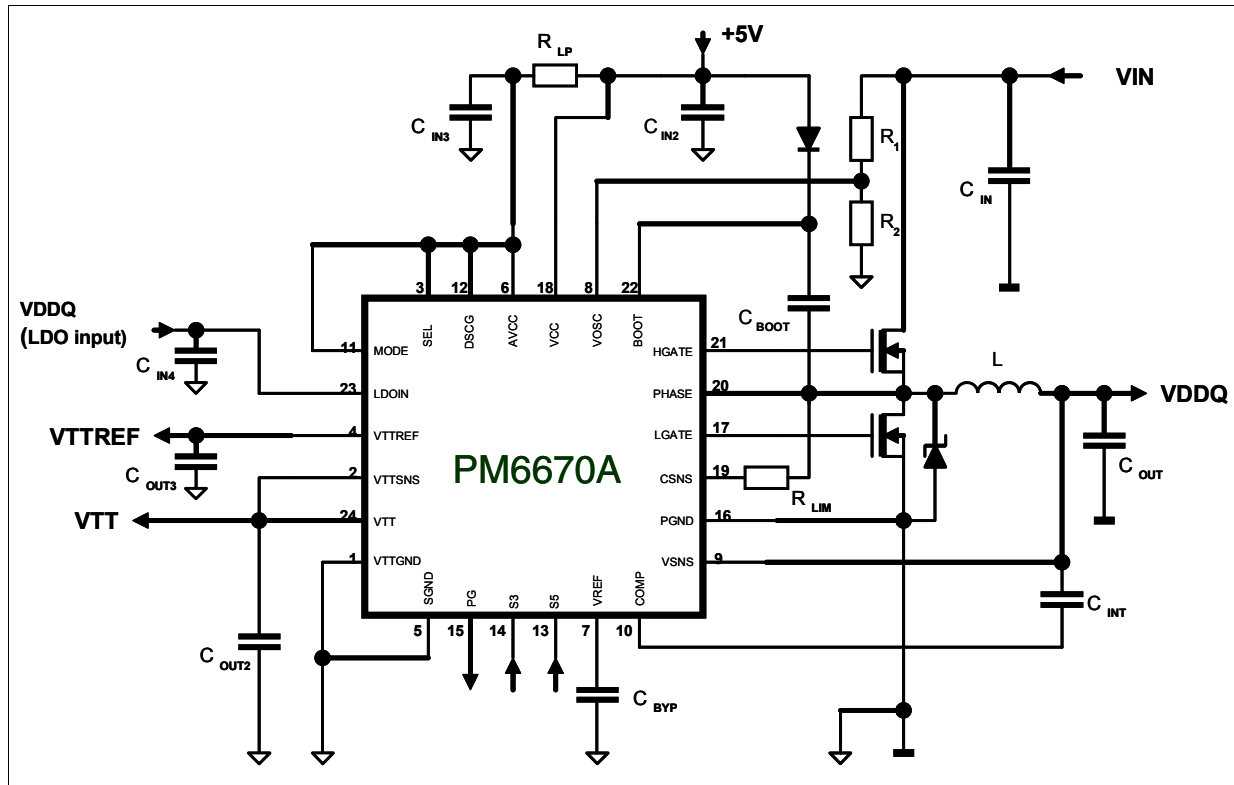 +5V
R LP
VIN
C IN3
C IN2
R1
C IN
R2
3 12 6 18 8 22
VDDQ
(LDO input)
SEL DSCG AVCC VCC VOSC BOOT
C BOOT
11 MODE
HGATE 21
C IN4
L
23 LDOIN
PHASE 20
VDDQ
VTTREF
4 VTTREF
LGATE 17
C OUT3
2 VTTSNS
PM6670A
CSNS 19
C OUT
R LIM
VTT
24 VTT
PGND 16
1 VTTGND
VSNS 9
SGND PG S3 S5 VREF COMP
C INT
5 15 14 13 7 10
C OUT2
C BYP